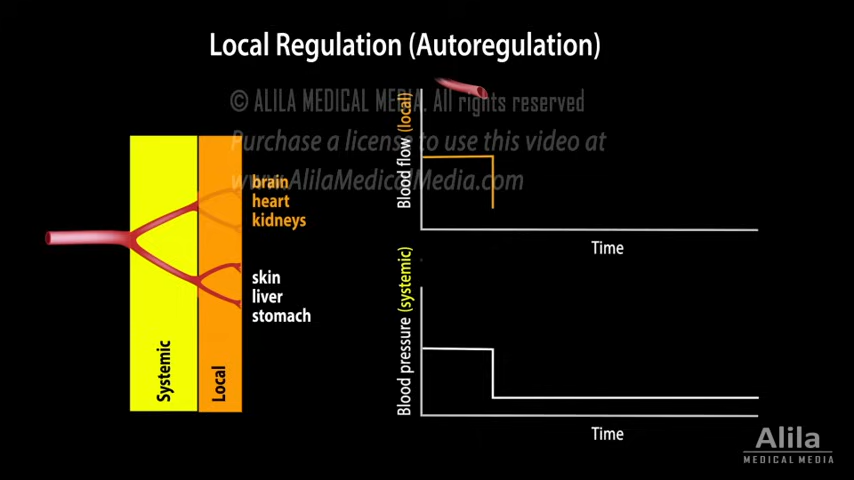 Local Regulation (Autoregulation)
© ALILA MEDICAL MEDIA. All rights reserved
Purchase a license to use this video at
www.AlilaMedicalMedia.com
brain
heart
kidneys
skin
liver
stomach
Systemic
Local
Blood flow (local)
Time
Blood pressure (systemic)
Time
Alila
MEDICAL MEDIA